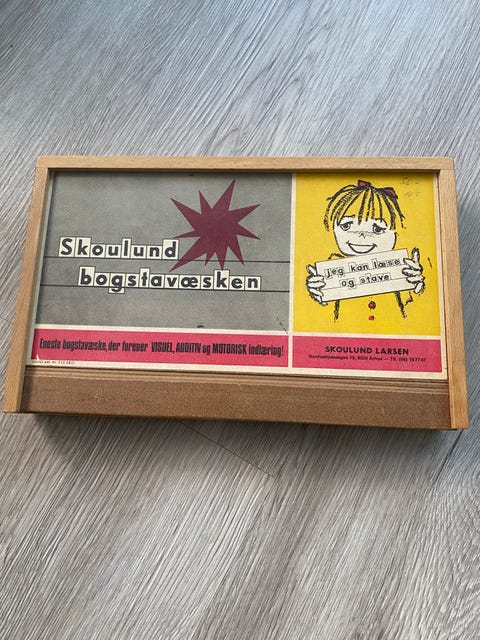 Skoulund
bogstavæsken
jeg kan læse
og stave
Eneste bogstavæske, der forener VISUEL, AUDITIV og MOTORISK indlæring!
SKOULUND LARSEN